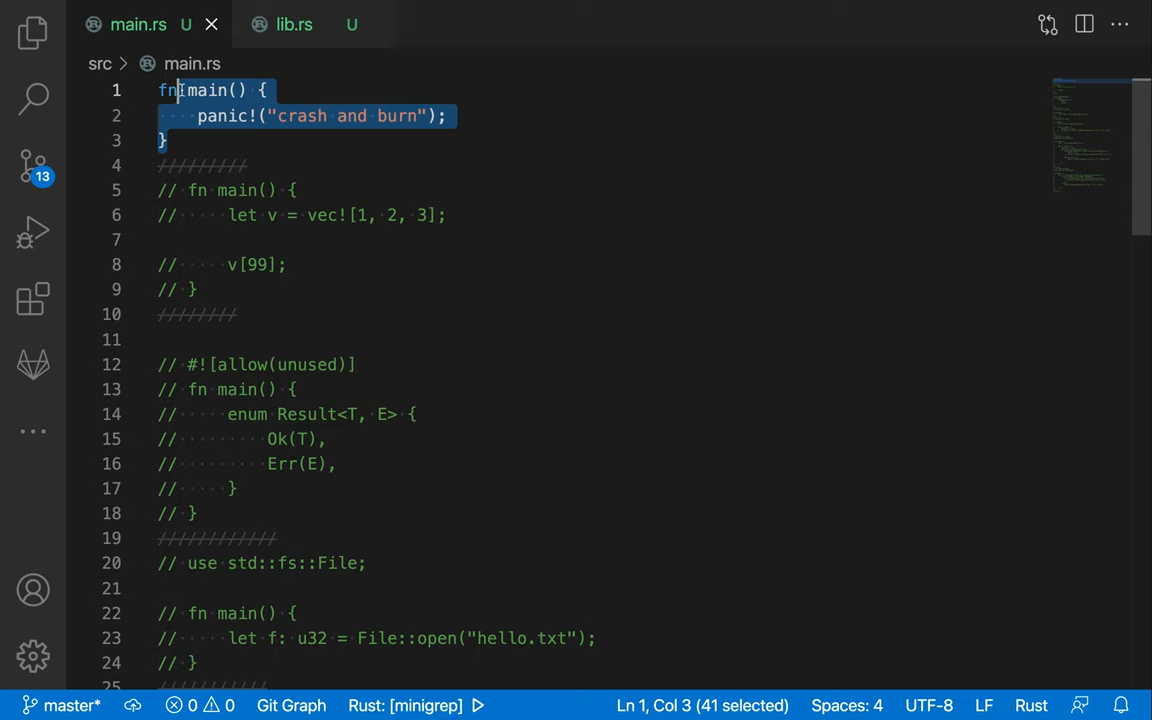 main.rs U lib.rs U
src > main.rs
1 fn main() {
2 ····panic!("crash and burn");
3 }
4 /////////
5 // fn main() {
6 // ····let v = vec![1, 2, 3];
7
8 // ····v[99];
9 // }
10 ////////
11
12 // #![allow(unused)]
13 // fn main() {
14 // ····enum Result<T, E> {
15 // ········Ok(T),
16 // ········Err(E),
17 // ····}
18 // }
19 ////////////
20 // use std::fs::File;
21
22 // fn main() {
23 // ····let f: u32 = File::open("hello.txt");
24 // }
25 ///////////
13
master* 0 0 Git Graph Rust: [minigrep] Ln 1, Col 3 (41 selected) Spaces: 4 UTF-8 LF Rust